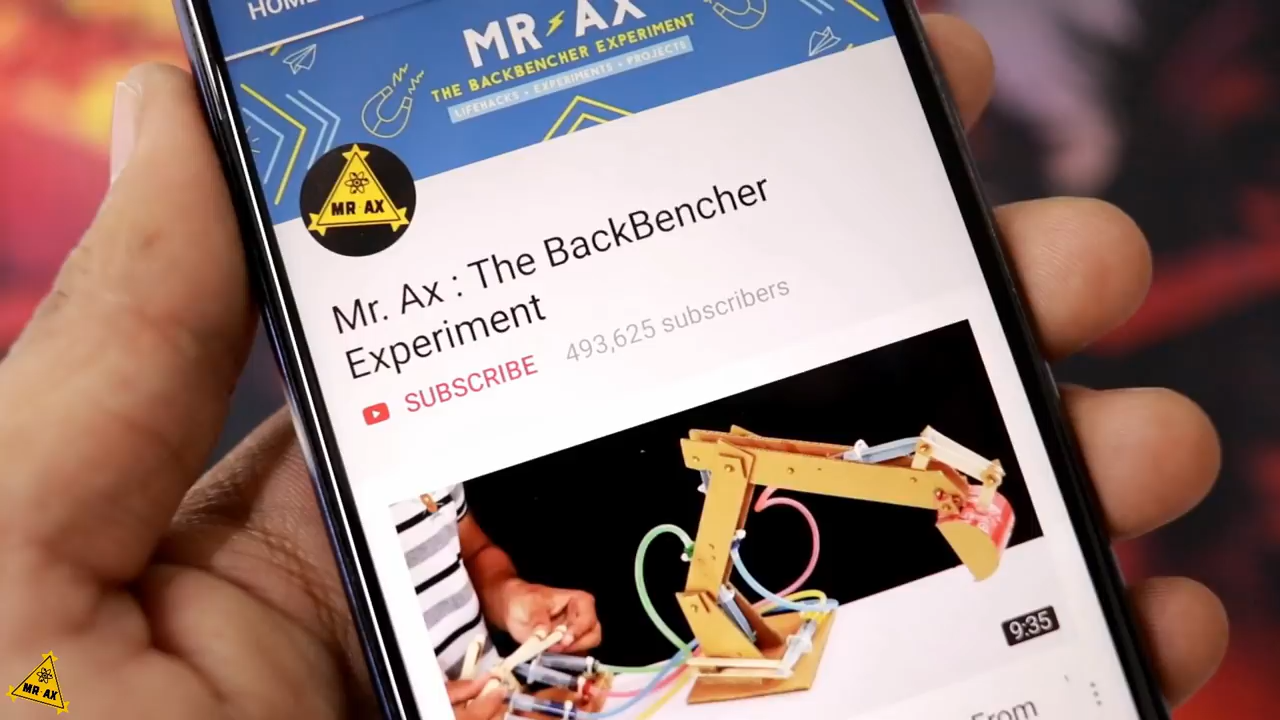 HOME
MR AX
THE BACKBENCHER EXPERIMENT
LIFEHACKS • EXPERIMENTS • PROJECTS
MR AX
Mr. Ax : The BackBencher
Experiment
SUBSCRIBE 493,625 subscribers
9:35
From
MR AX